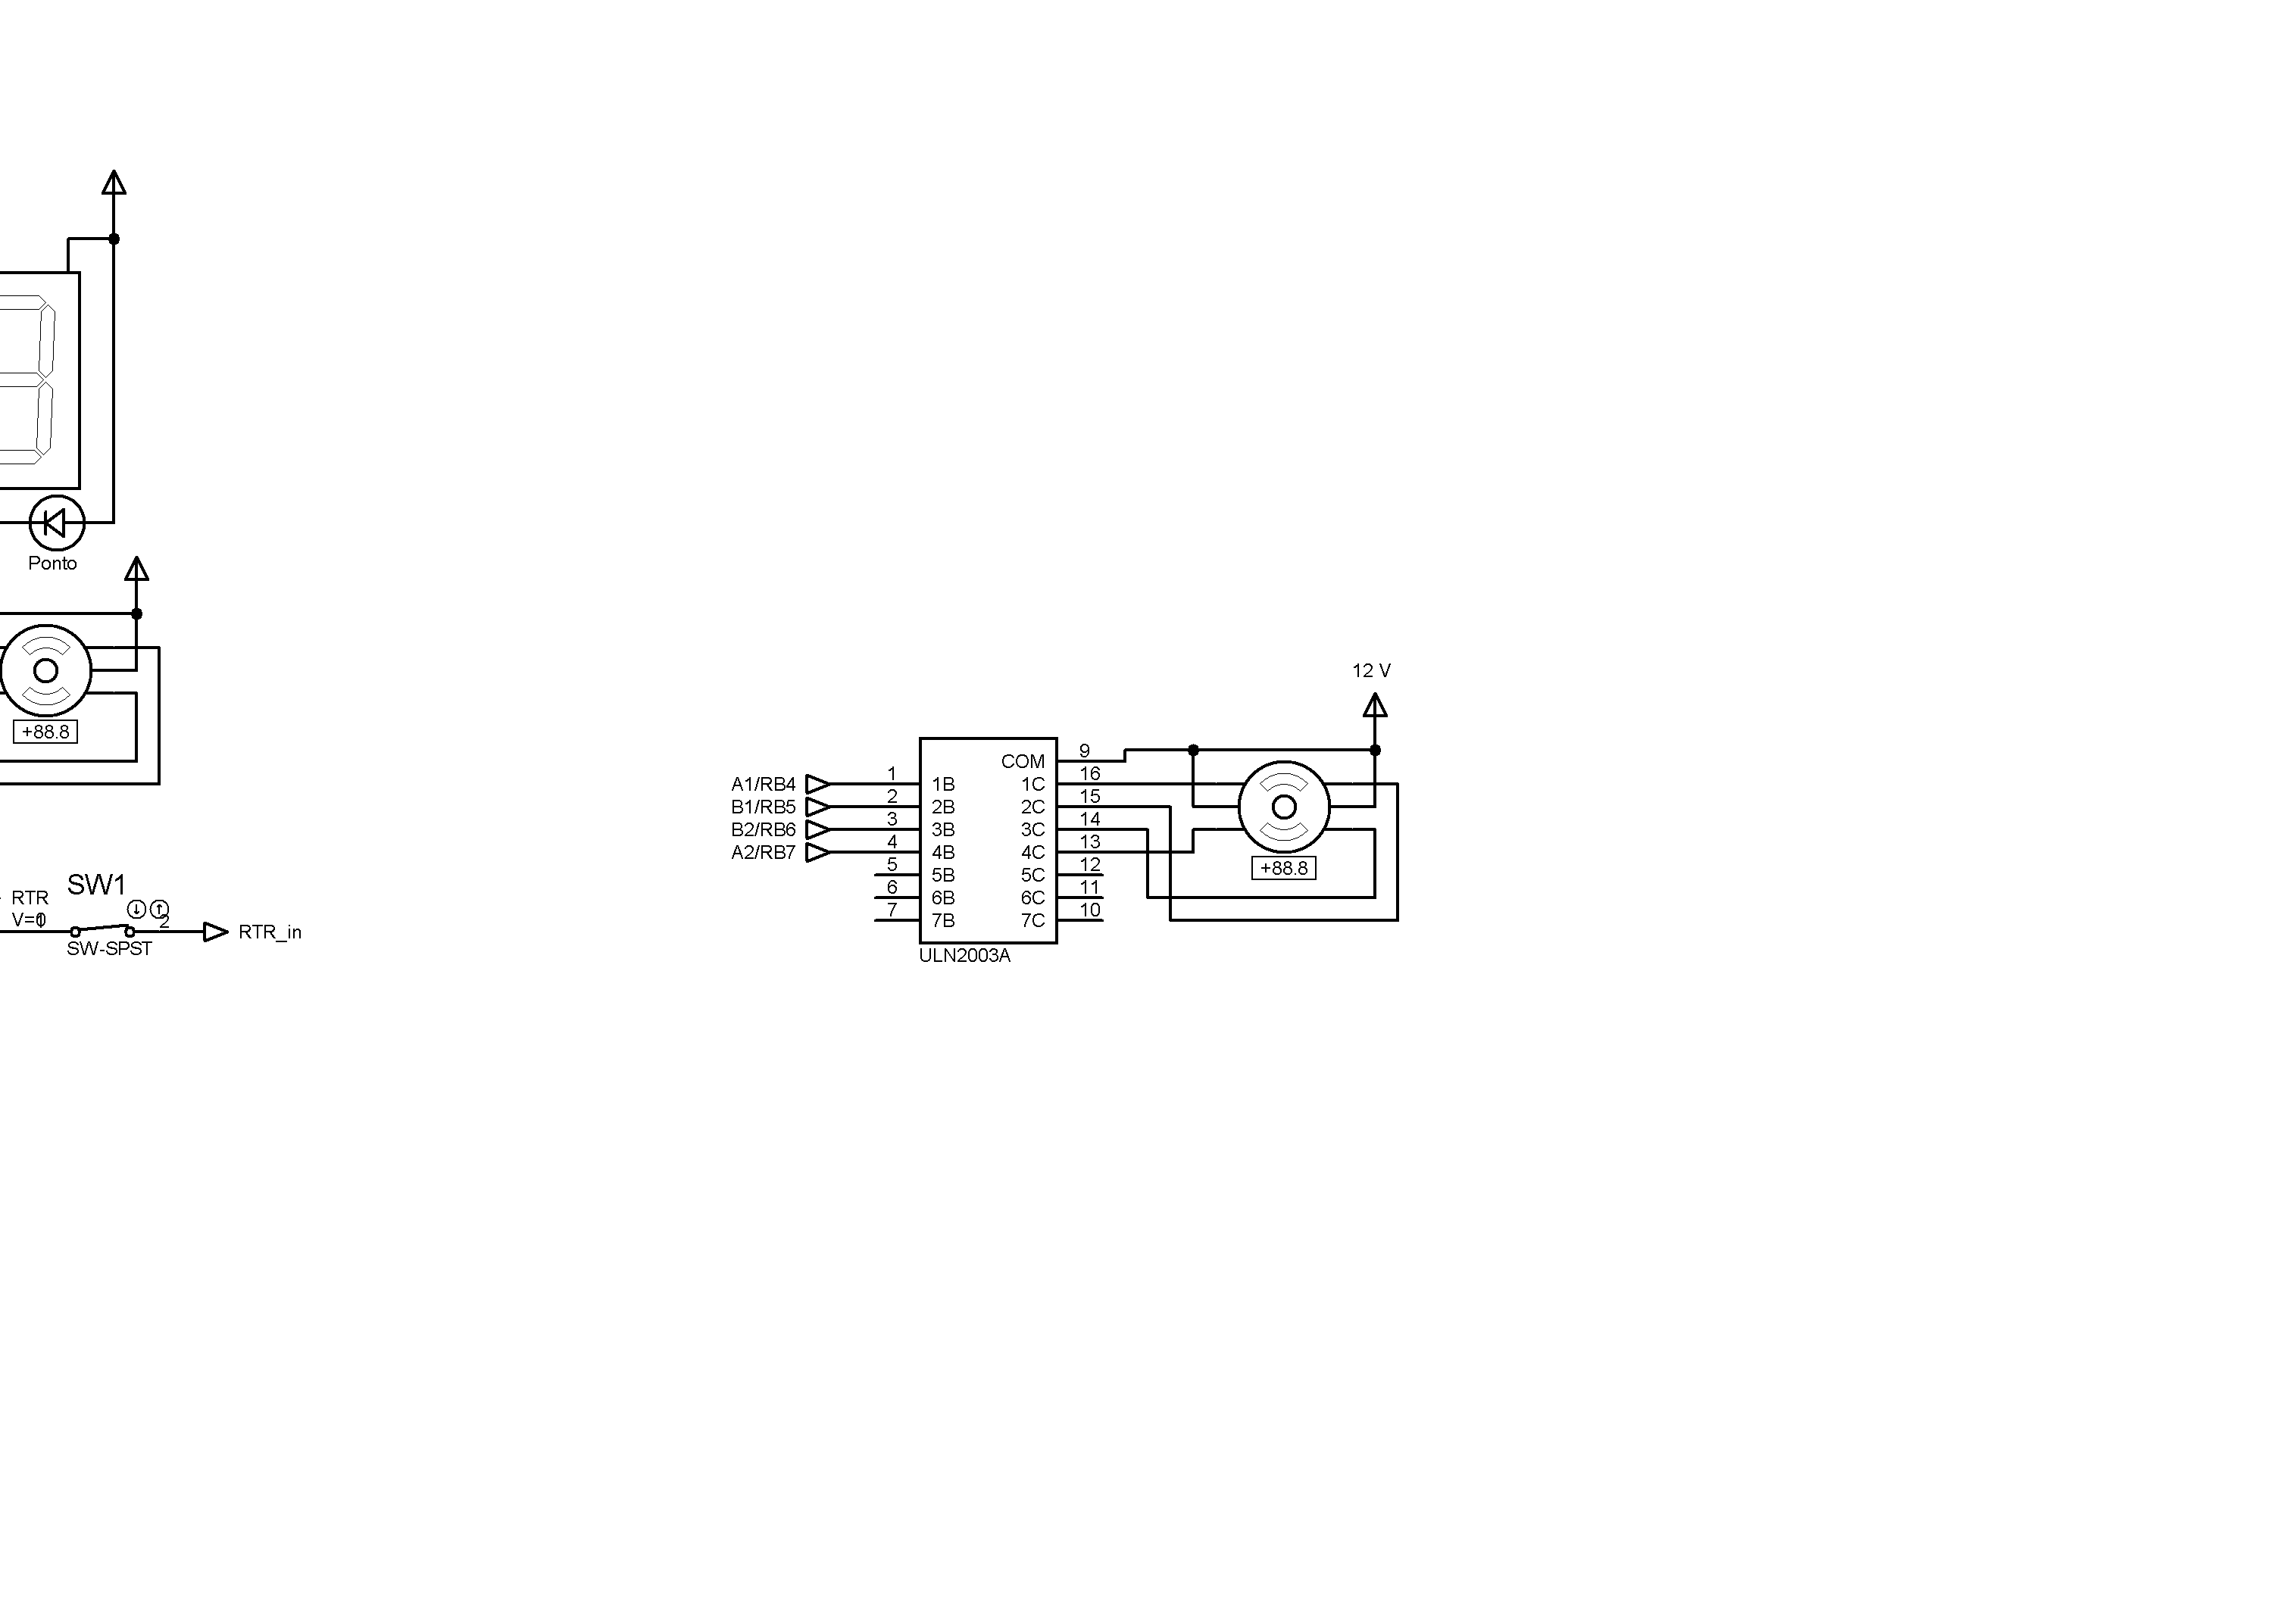 Ponto
+88.8
SW1
RTR
2
SW-SPST
RTR_in
12 V
COM 9
A1/RB4 1 1B 1C 16
B1/RB5 2 2B 2C 15
B2/RB6 3 3B 3C 14
A2/RB7 4 4B 4C 13
5 5B 5C 12
6 6B 6C 11
7 7B 7C 10
+88.8
ULN2003A